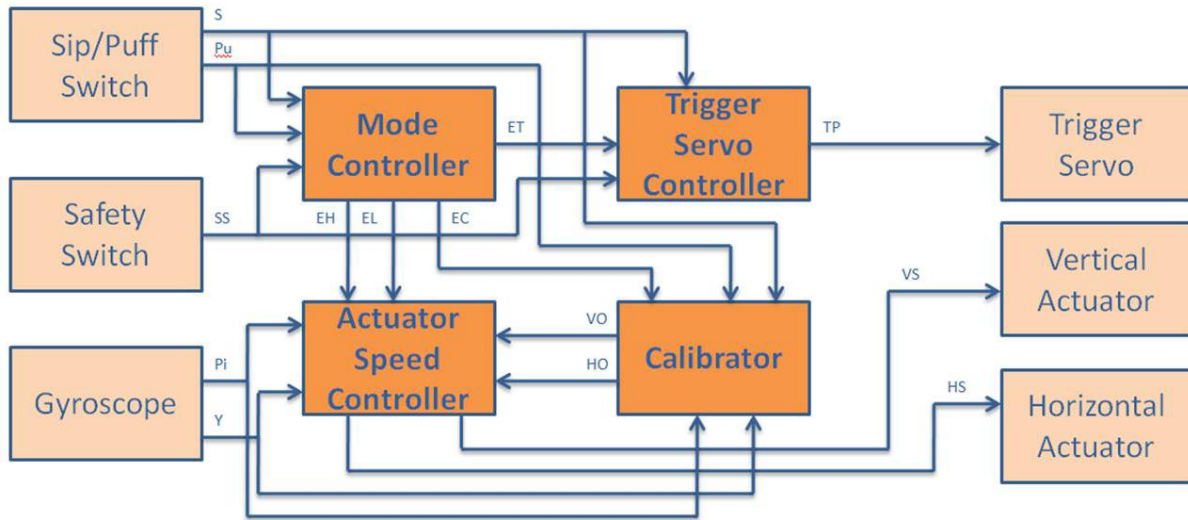 S
Sip/Puff
Switch
Pu
Mode
Controller
ET
Trigger
Servo
Controller
TP
Trigger
Servo
Safety
Switch
SS
EH
EL
EC
Vertical
Actuator
VS
Gyroscope
Pi
Y
Actuator
Speed
Controller
VO
HO
Calibrator
HS
Horizontal
Actuator